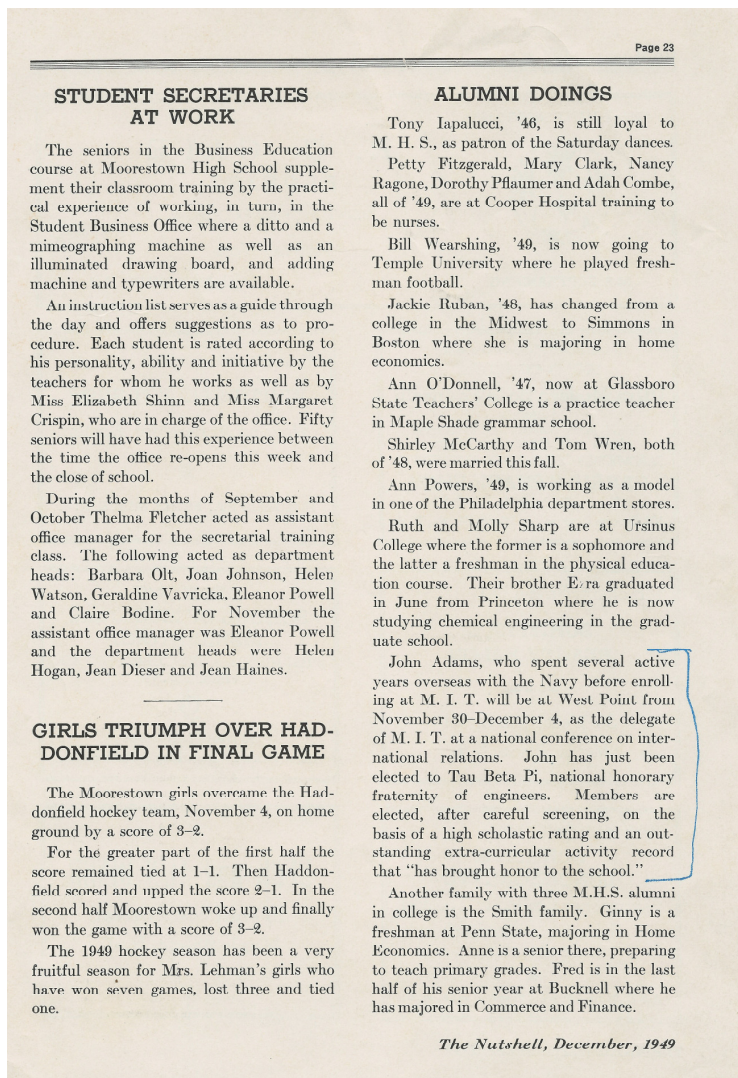 Page 23
STUDENT SECRETARIES
AT WORK
The seniors in the Business Education
course at Moorestown High School supple-
ment their classroom training by the practi-
cal experience of working, in turn, in the
Student Business Office where a ditto and a
mimeographing machine as well as an
illuminated drawing board, and adding
machine and typewriters are available.
An instruction list serves as a guide through
the day and offers suggestions as to pro-
cedure. Each student is rated according to
his personality, ability and initiative by the
teachers for whom he works as well as by
Miss Elizabeth Shinn and Miss Margaret
Crispin, who are in charge of the office. Fifty
seniors will have had this experience between
the time the office re-opens this week and
the close of school.
During the months of September and
October Thelma Fletcher acted as assistant
office manager for the secretarial training
class. The following acted as department
heads: Barbara Olt, Joan Johnson, Helen
Watson, Geraldine Vavricka, Eleanor Powell
and Claire Bodine. For November the
assistant office manager was Eleanor Powell
and the department heads were Helen
Hogan, Jean Dieser and Jean Haines.
GIRLS TRIUMPH OVER HAD-
DONFIELD IN FINAL GAME
The Moorestown girls overcame the Had-
donfield hockey team, November 4, on home
ground by a score of 3–2.
For the greater part of the first half the
score remained tied at 1–1. Then Haddon-
field scored and upped the score 2–1. In the
second half Moorestown woke up and finally
won the game with a score of 3–2.
The 1949 hockey season has been a very
fruitful season for Mrs. Lehman's girls who
have won seven games, lost three and tied
one.
ALUMNI DOINGS
Tony Iapalucci, '46, is still loyal to
M. H. S., as patron of the Saturday dances.
Petty Fitzgerald, Mary Clark, Nancy
Ragone, Dorothy Pflaumer and Adah Combe,
all of '49, are at Cooper Hospital training to
be nurses.
Bill Wearshing, '49, is now going to
Temple University where he played fresh-
man football.
Jackie Ruban, '48, has changed from a
college in the Midwest to Simmons in
Boston where she is majoring in home
economics.
Ann O'Donnell, '47, now at Glassboro
State Teachers' College is a practice teacher
in Maple Shade grammar school.
Shirley McCarthy and Tom Wren, both
of '48, were married this fall.
Ann Powers, '49, is working as a model
in one of the Philadelphia department stores.
Ruth and Molly Sharp are at Ursinus
College where the former is a sophomore and
the latter a freshman in the physical educa-
tion course. Their brother Ezra graduated
in June from Princeton where he is now
studying chemical engineering in the grad-
uate school.
John Adams, who spent several active
years overseas with the Navy before enroll-
ing at M. I. T. will be at West Point from
November 30–December 4, as the delegate
of M. I. T. at a national conference on inter-
national relations. John has just been
elected to Tau Beta Pi, national honorary
fraternity of engineers. Members are
elected, after careful screening, on the
basis of a high scholastic rating and an out-
standing extra-curricular activity record
that "has brought honor to the school."
Another family with three M.H.S. alumni
in college is the Smith family. Ginny is a
freshman at Penn State, majoring in Home
Economics. Anne is a senior there, preparing
to teach primary grades. Fred is in the last
half of his senior year at Bucknell where he
has majored in Commerce and Finance.
The Nutshell, December, 1949